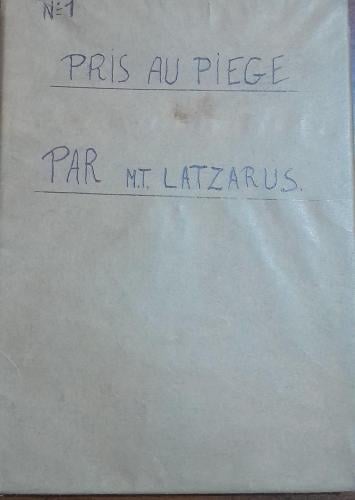 N=1
PRIS AU PIEGE
PAR M.T. LATZARUS.